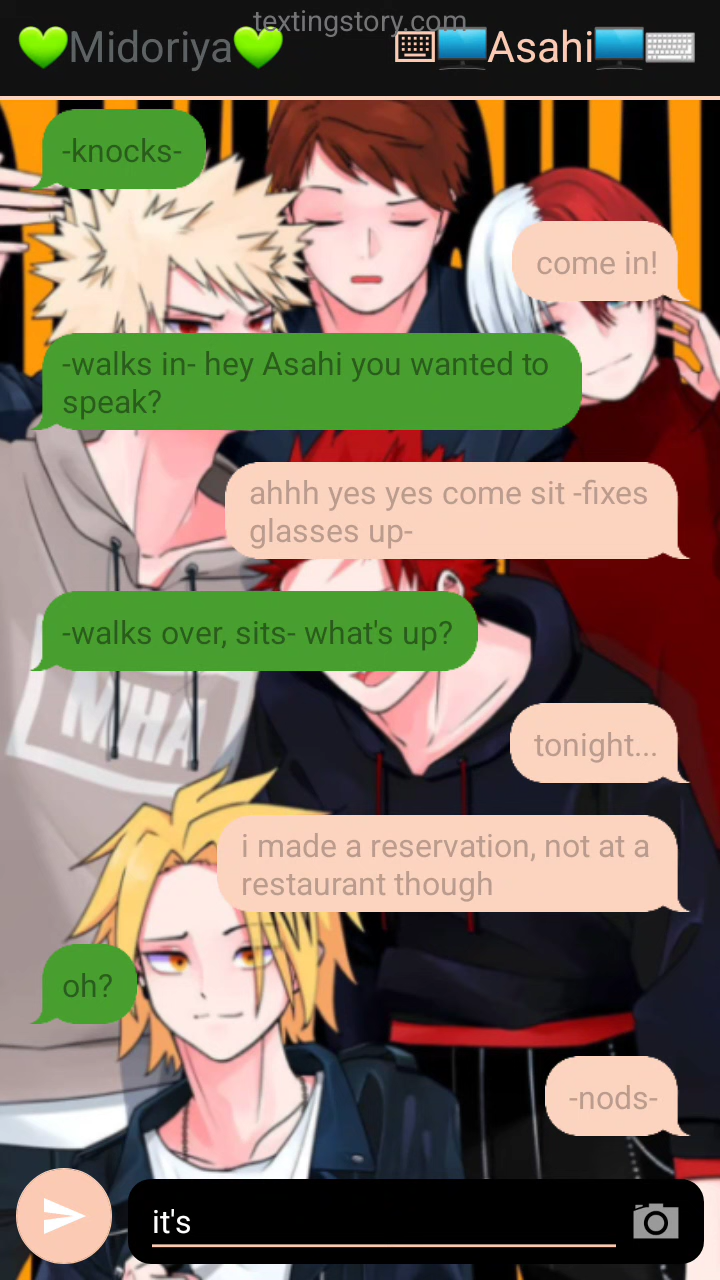 textingstory.com
💚Midoriya💚
⌨🖥Asahi🖥⌨
-knocks-
come in!
-walks in- hey Asahi you wanted to
speak?
ahhh yes yes come sit -fixes
glasses up-
-walks over, sits- what's up?
MHA
tonight...
i made a reservation, not at a
restaurant though
oh?
-nods-
it's